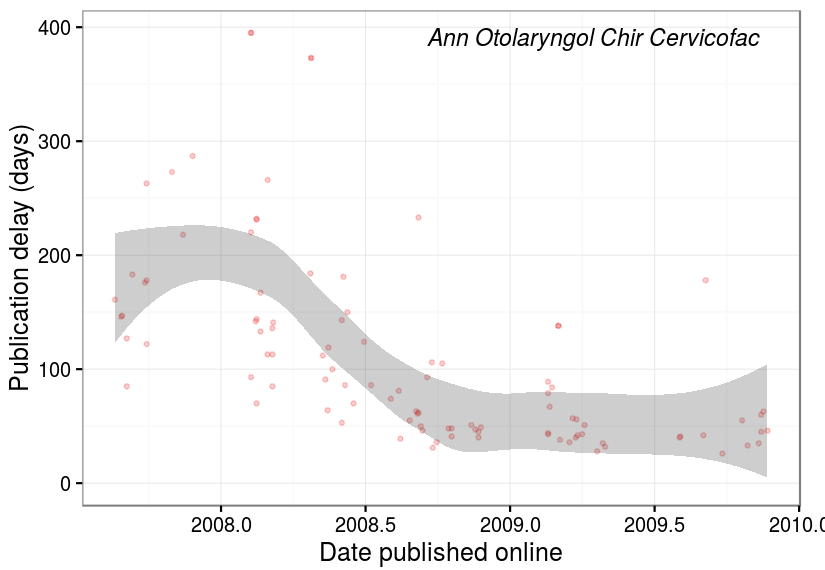 Ann Otolaryngol Chir Cervicofac
Publication delay (days)
400
300
200
100
0
2008.0 2008.5 2009.0 2009.5 2010.0
Date published online